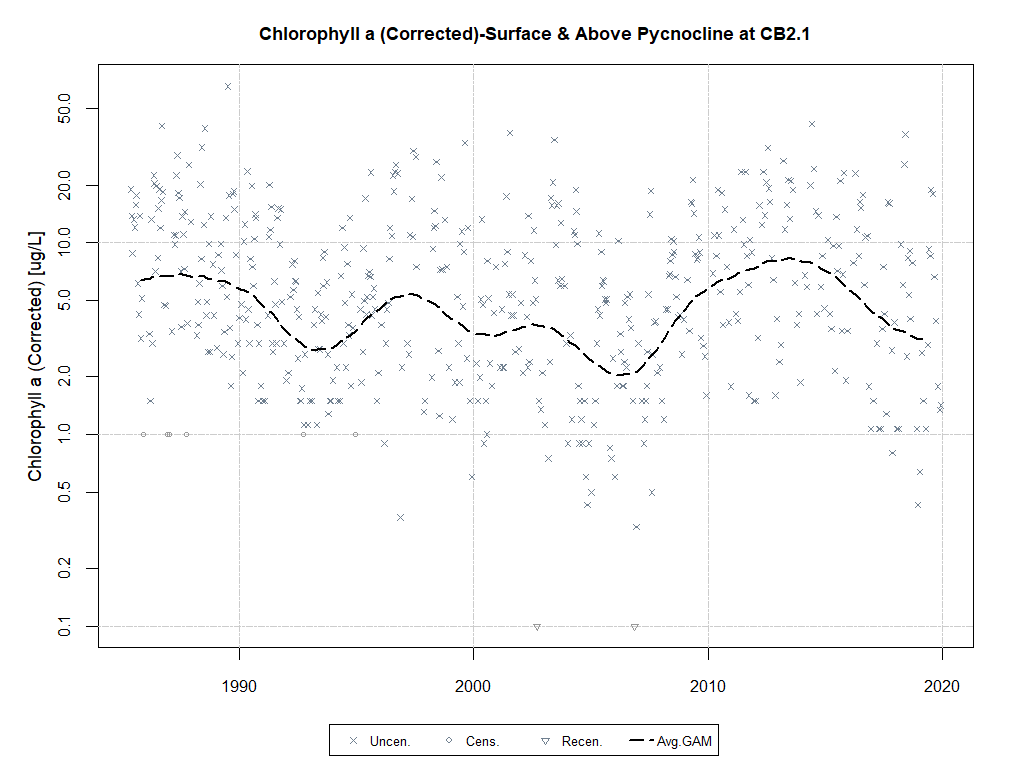 Chlorophyll a (Corrected)-Surface & Above Pycnocline at CB2.1
Chlorophyll a (Corrected) [ug/L]
50.0
20.0
10.0
5.0
2.0
1.0
0.5
0.2
0.1
1990 2000 2010 2020
Uncen. Cens. Recen. Avg.GAM